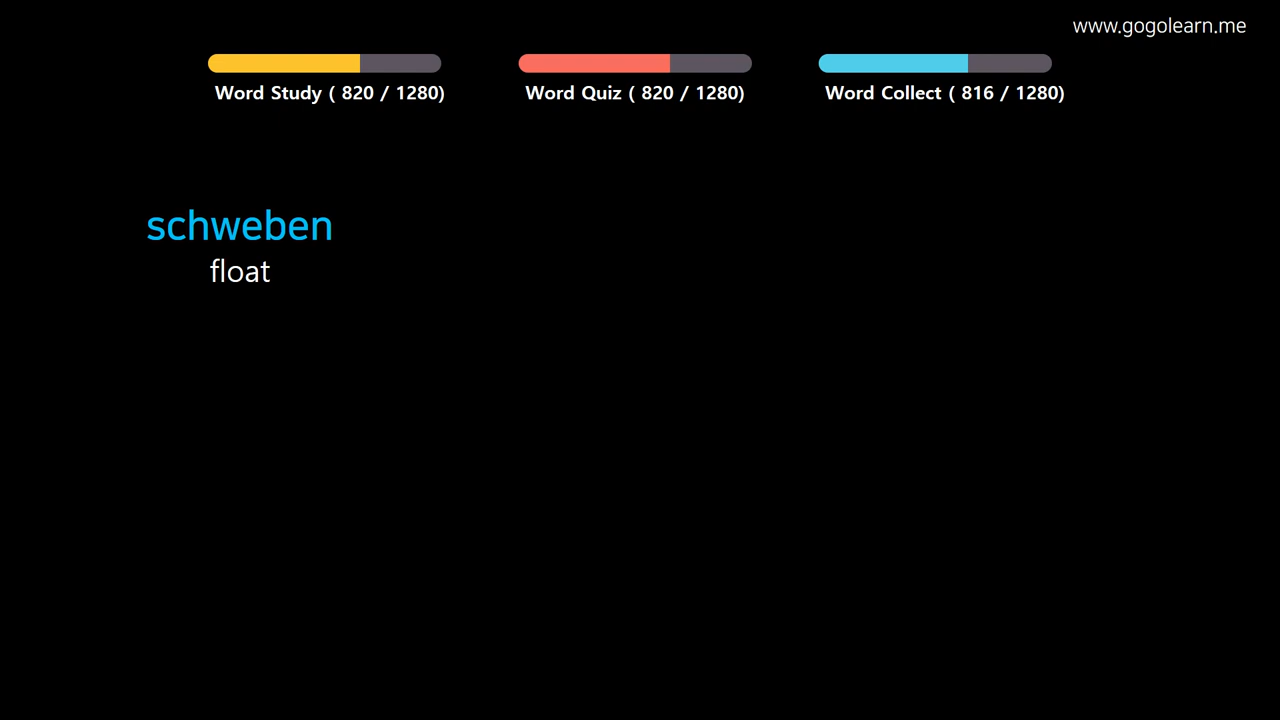 www.gogolearn.me
Word Study ( 820 / 1280)
Word Quiz ( 820 / 1280)
Word Collect ( 816 / 1280)
schweben
float